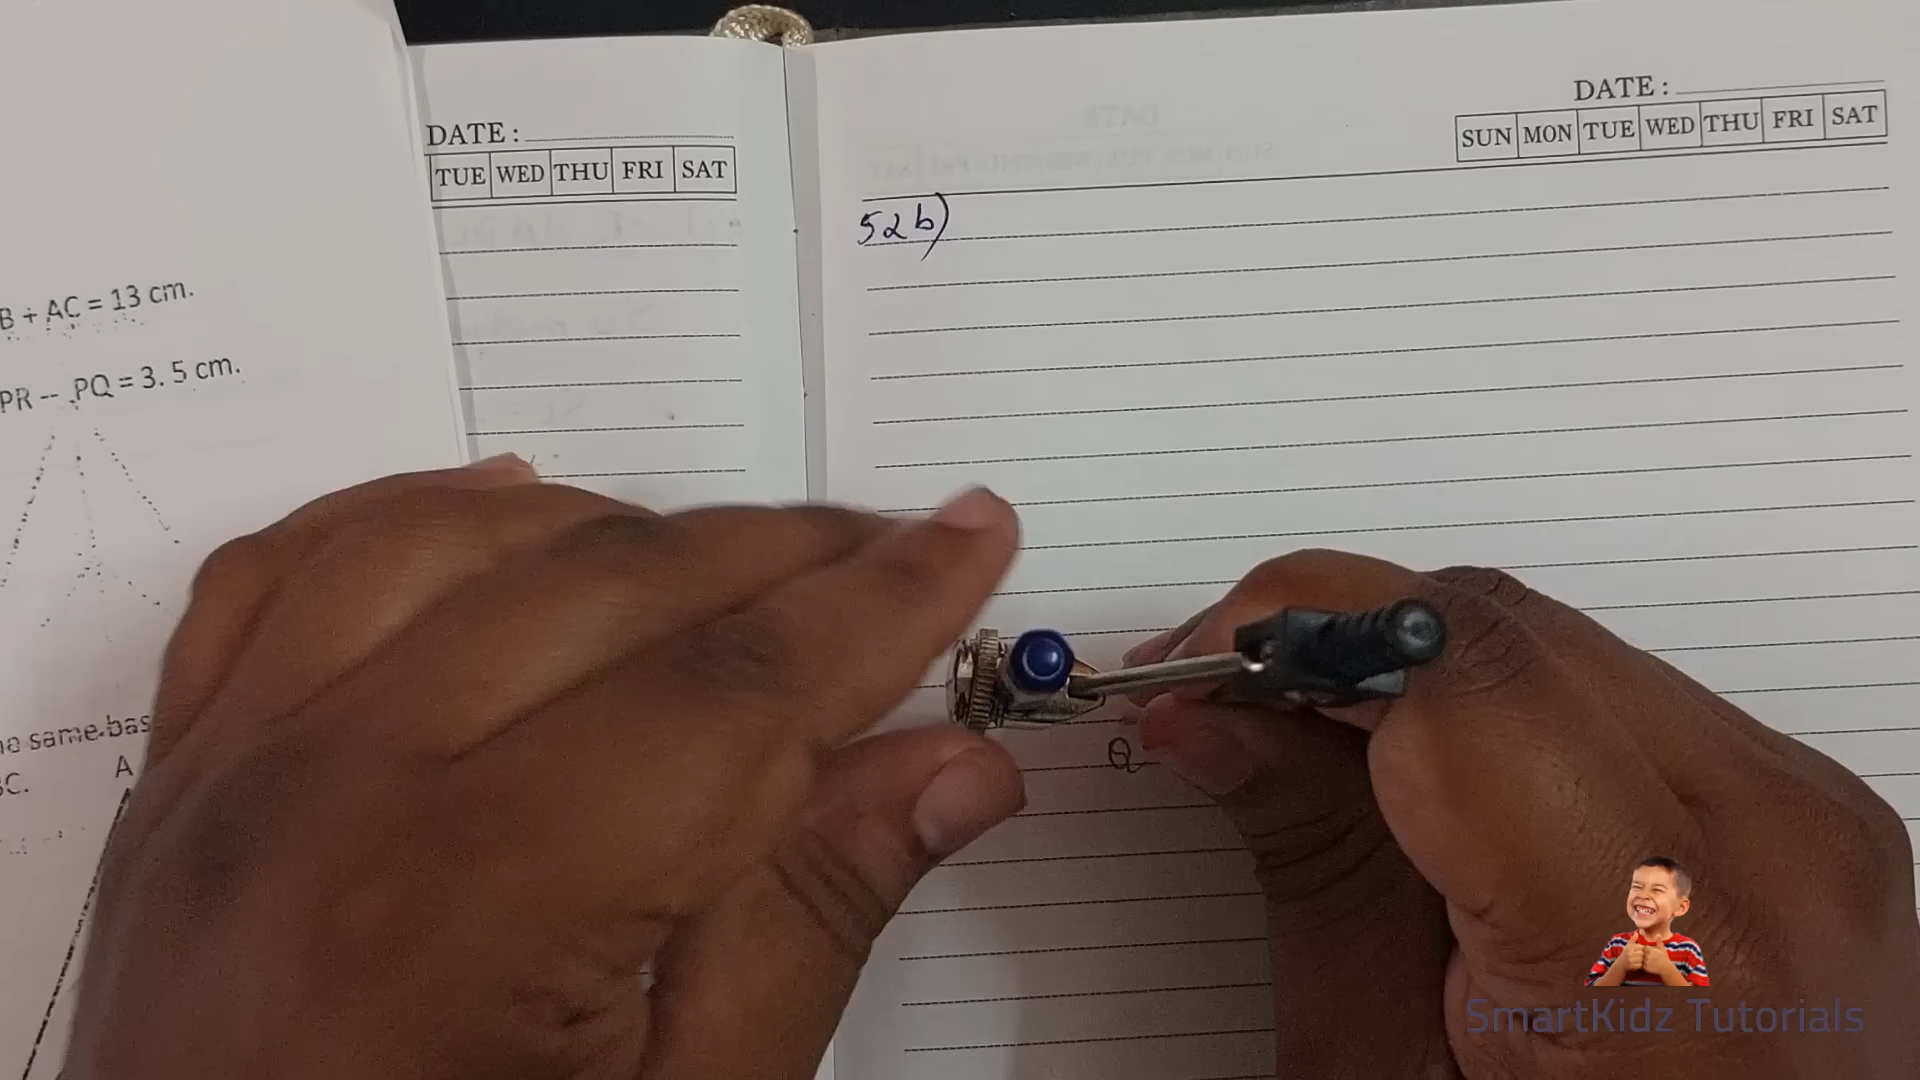 B + AC = 13 cm.
PR -- PQ = 3. 5 cm.
same bas
BC.
A
DATE :
TUE WED THU FRI SAT
DATE :
SUN MON TUE WED THU FRI SAT
52b)
Q
SmartKidz Tutorials